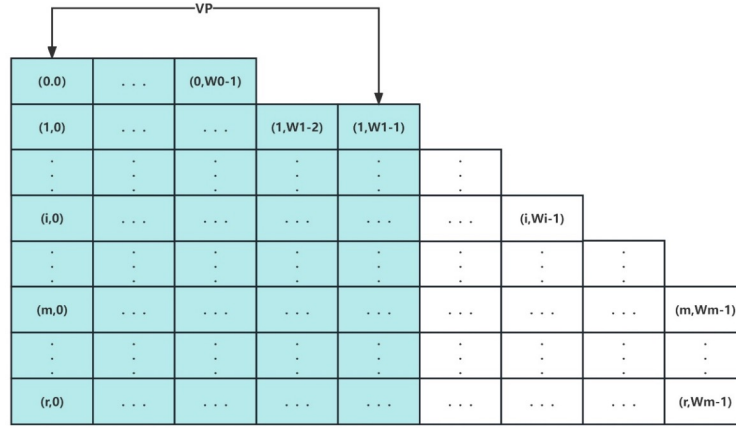 VP
(0.0) . . . (0,W0-1)
(1,0) . . . . . . (1,W1-2) (1,W1-1)
. . . . . .
. . . . . .
. . . . . .
(i,0) . . . . . . . . . . . . . . . (i,Wi-1)
. . . . . . . .
. . . . . . . .
. . . . . . . .
(m,0) . . . . . . . . . . . . . . . . . . . . . (m,Wm-1)
. . . . . . . . .
. . . . . . . . .
. . . . . . . . .
(r,0) . . . . . . . . . . . . . . . . . . . . . (r,Wm-1)